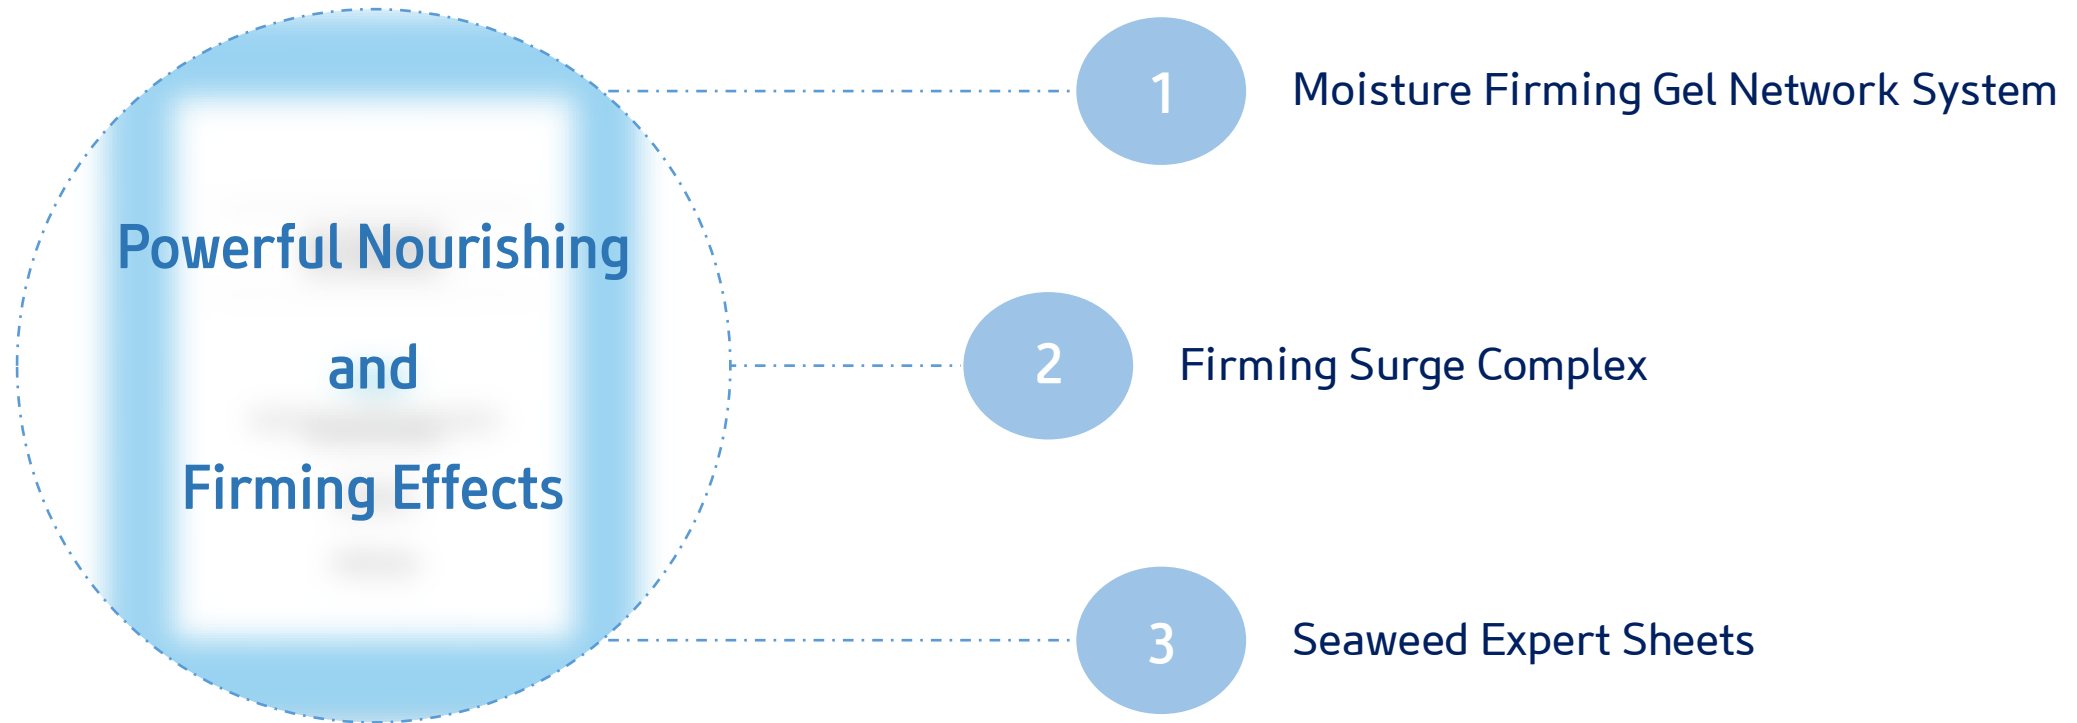 Powerful Nourishing
and
Firming Effects
1
Moisture Firming Gel Network System
2
Firming Surge Complex
3
Seaweed Expert Sheets